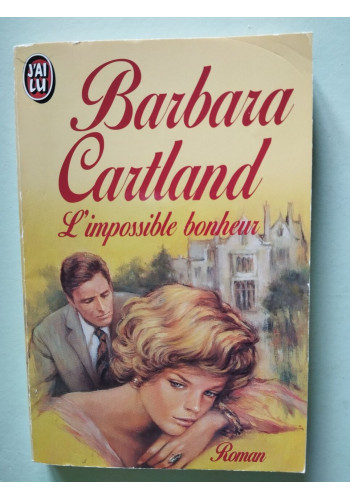 J'AI
LU
Barbara
Cartland
L'impossible bonheur
Roman